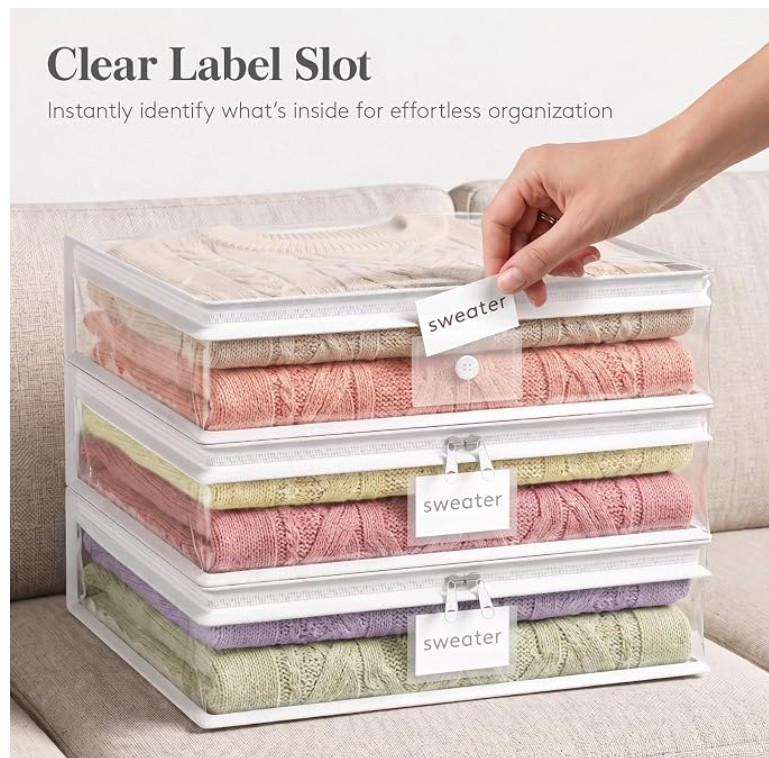 Clear Label Slot
Instantly identify what's inside for effortless organization
sweater
sweater
sweater